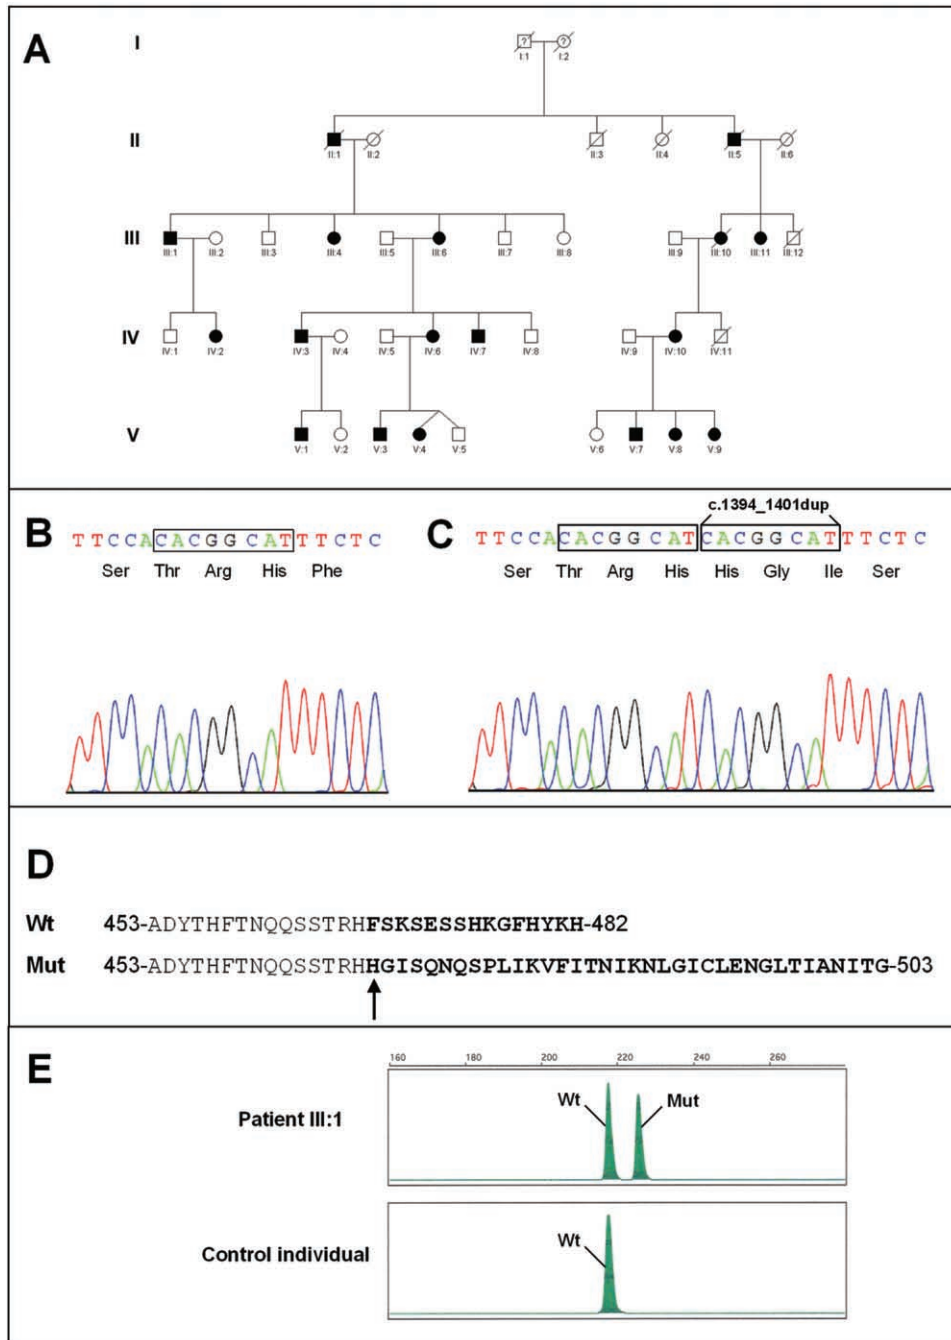 A
I
? ?
I:1 I:2
II
II:1 II:2 II:3 II:4 II:5 II:6
III
III:1 III:2 III:3 III:4 III:5 III:6 III:7 III:8 III:9 III:10 III:11 III:12
IV
IV:1 IV:2 IV:3 IV:4 IV:5 IV:6 IV:7 IV:8 IV:9 IV:10 IV:11
V
V:1 V:2 V:3 V:4 V:5 V:6 V:7 V:8 V:9
B
T T C C A C A C G G C A T T T C T C
Ser Thr Arg His Phe
C
c.1394_1401dup
T T C C A C A C G G C A T C A C G G C A T T T C T C
Ser Thr Arg His His Gly Ile Ser
D
Wt 453-ADYTHFTNQQSSTRHFSKSESSHKGFHYKH-482
Mut 453-ADYTHFTNQQSSTRHHGISQNQSPLIKVFITNIKNLGICLENGLTIANITG-503
E
160 180 200 220 240 260
Patient III:1
Wt Mut
Control individual
Wt